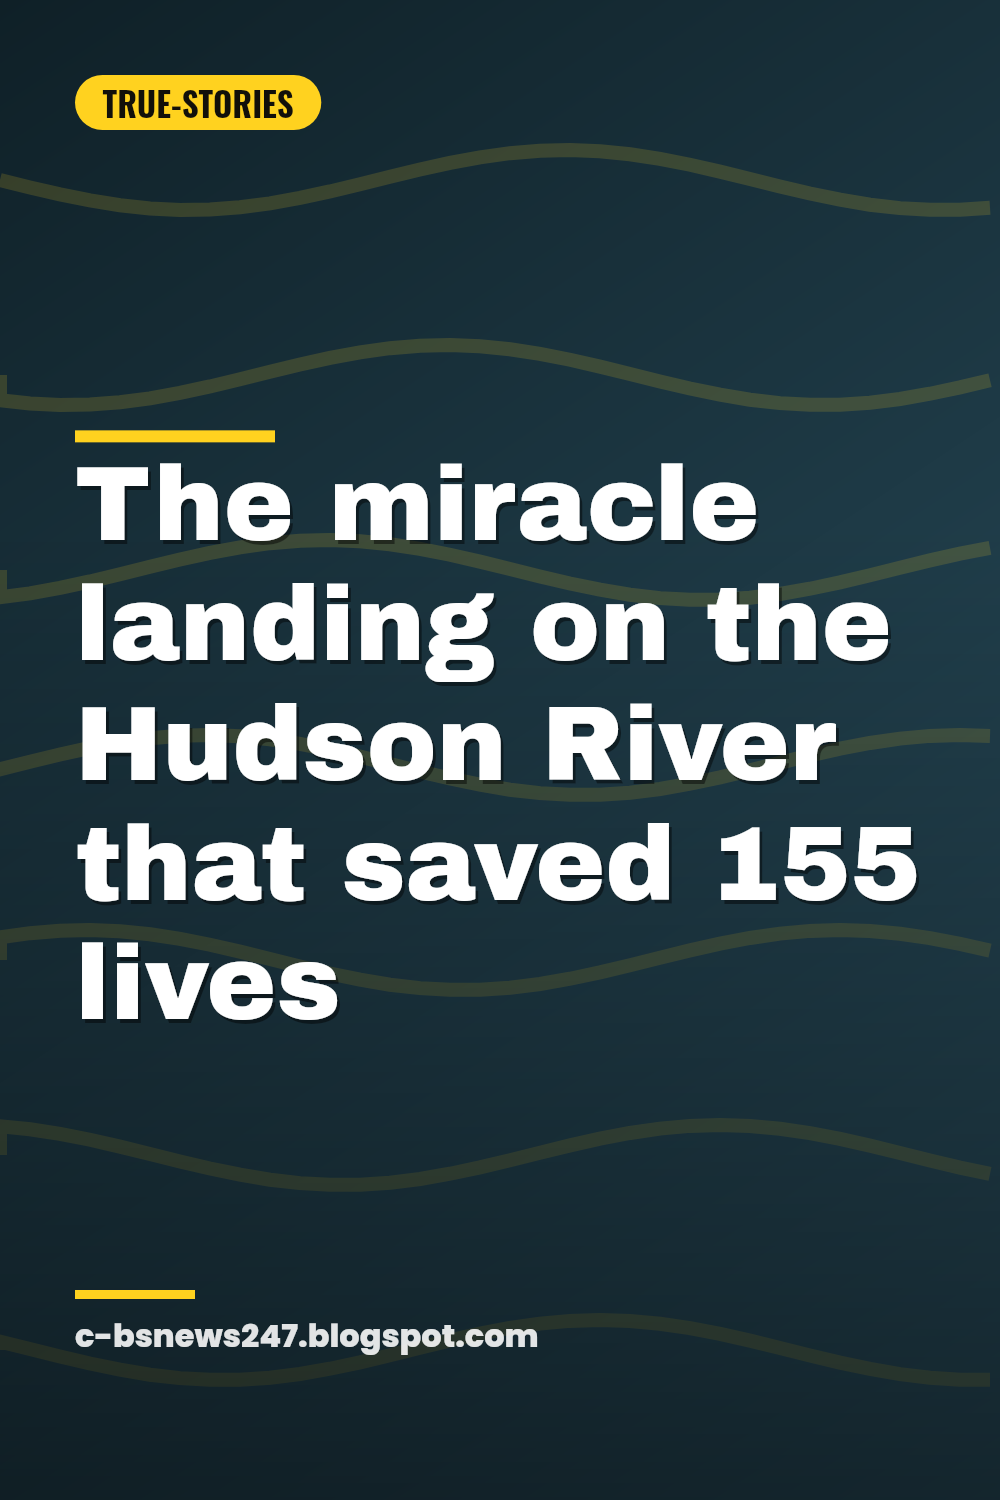 TRUE-STORIES
The miracle
landing on the
Hudson River
that saved 155
lives
c-bsnews247.blogspot.com